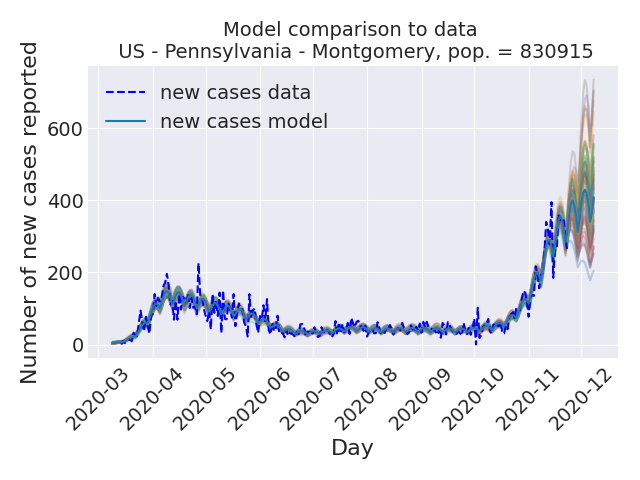 Model comparison to data
US - Pennsylvania - Montgomery, pop. = 830915
Number of new cases reported
new cases data
new cases model
600
400
200
0
2020-03
2020-04
2020-05
2020-06
2020-07
2020-08
2020-09
2020-10
2020-11
2020-12
Day